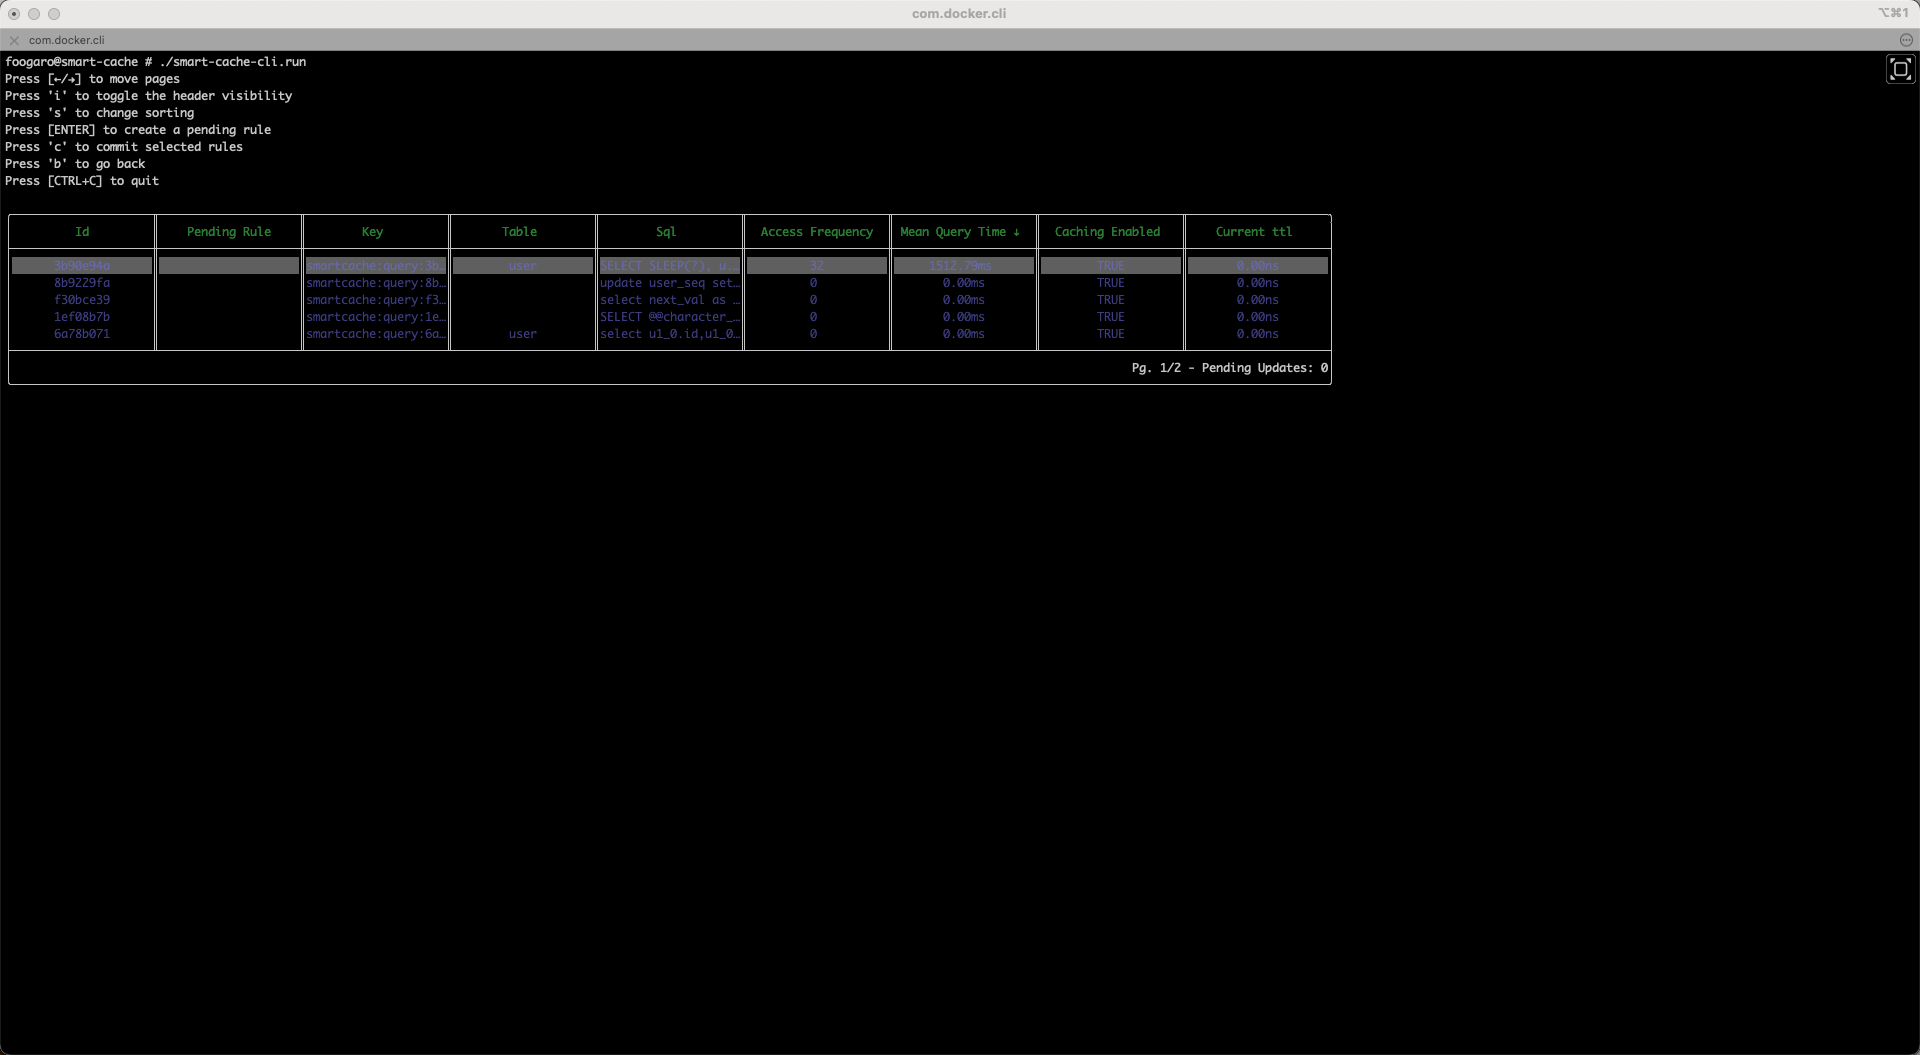 com.docker.cli
⌥⌘1
com.docker.cli
foogaro@smart-cache # ./smart-cache-cli.run
Press [←/→] to move pages
Press 'i' to toggle the header visibility
Press 's' to change sorting
Press [ENTER] to create a pending rule
Press 'c' to commit selected rules
Press 'b' to go back
Press [CTRL+C] to quit
Id Pending Rule Key Table Sql Access Frequency Mean Query Time ↓ Caching Enabled Current ttl
3b90e94a smartcache:query:3b… user SELECT SLEEP(?), u … 32 1512.79ms TRUE 0.00ns
8b9229fa smartcache:query:8b… update user_seq set… 0 0.00ms TRUE 0.00ns
f30bce39 smartcache:query:f3… select next_val as … 0 0.00ms TRUE 0.00ns
1ef08b7b smartcache:query:1e… SELECT @@character_… 0 0.00ms TRUE 0.00ns
6a78b071 smartcache:query:6a… user select u1_0.id,u1_0… 0 0.00ms TRUE 0.00ns
Pg. 1/2 - Pending Updates: 0